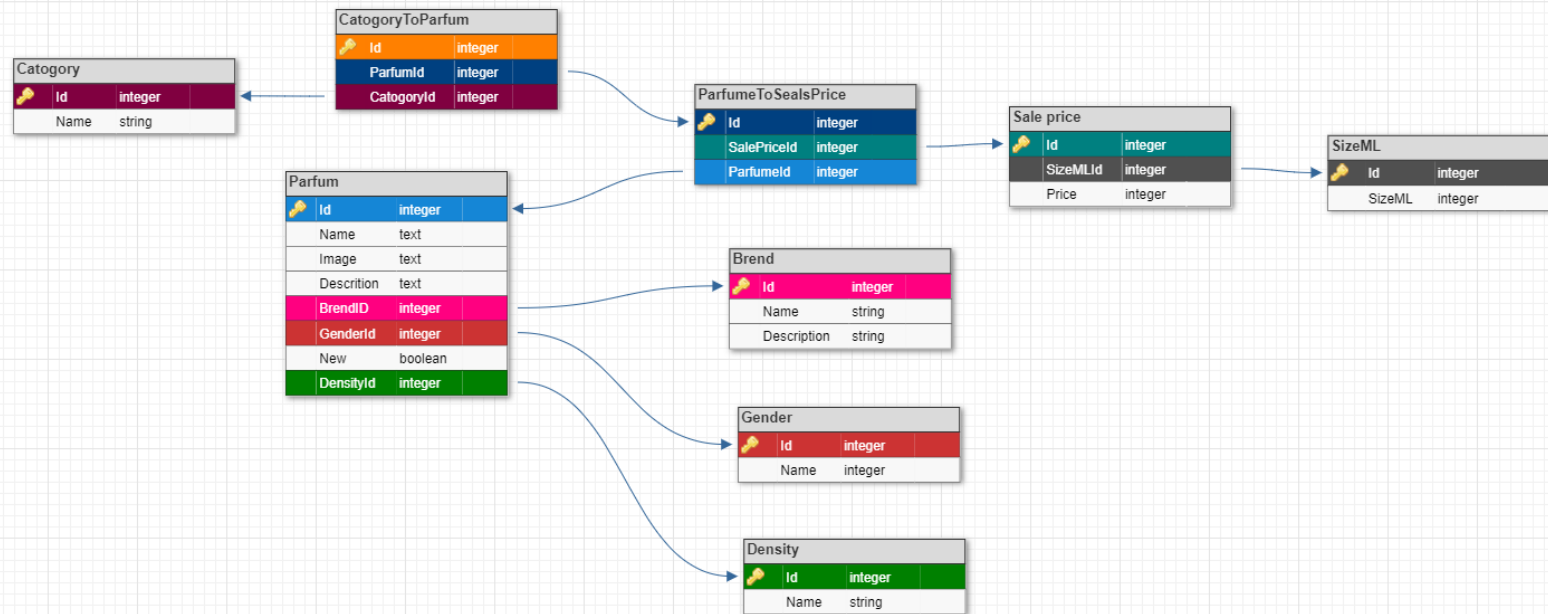 CatogoryToParfum
Id integer
ParfumId integer
CatogoryId integer
Catogory
Id integer
Name string
ParfumeToSealsPrice
Id integer
SalePriceId integer
ParfumeId integer
Sale price
Id integer
SizeMLId integer
Price integer
SizeML
Id integer
SizeML integer
Parfum
Id integer
Name text
Image text
Descrition text
BrendID integer
GenderId integer
New boolean
DensityId integer
Brend
Id integer
Name string
Description string
Gender
Id integer
Name integer
Density
Id integer
Name string